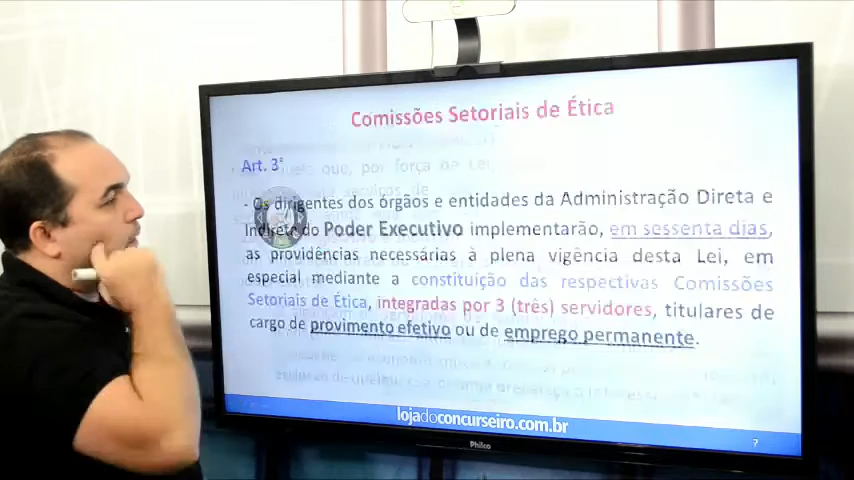 Comissões Setoriais de Ética
Art. 3º
- Os dirigentes dos órgãos e entidades da Administração Direta e
Indireta do Poder Executivo implementarão, em sessenta dias,
as providências necessárias à plena vigência desta Lei, em
especial mediante a constituição das respectivas Comissões
Setoriais de Ética, integradas por 3 (três) servidores, titulares de
cargo de provimento efetivo ou de emprego permanente.
lojadoconcurseiro.com.br
7
Philco